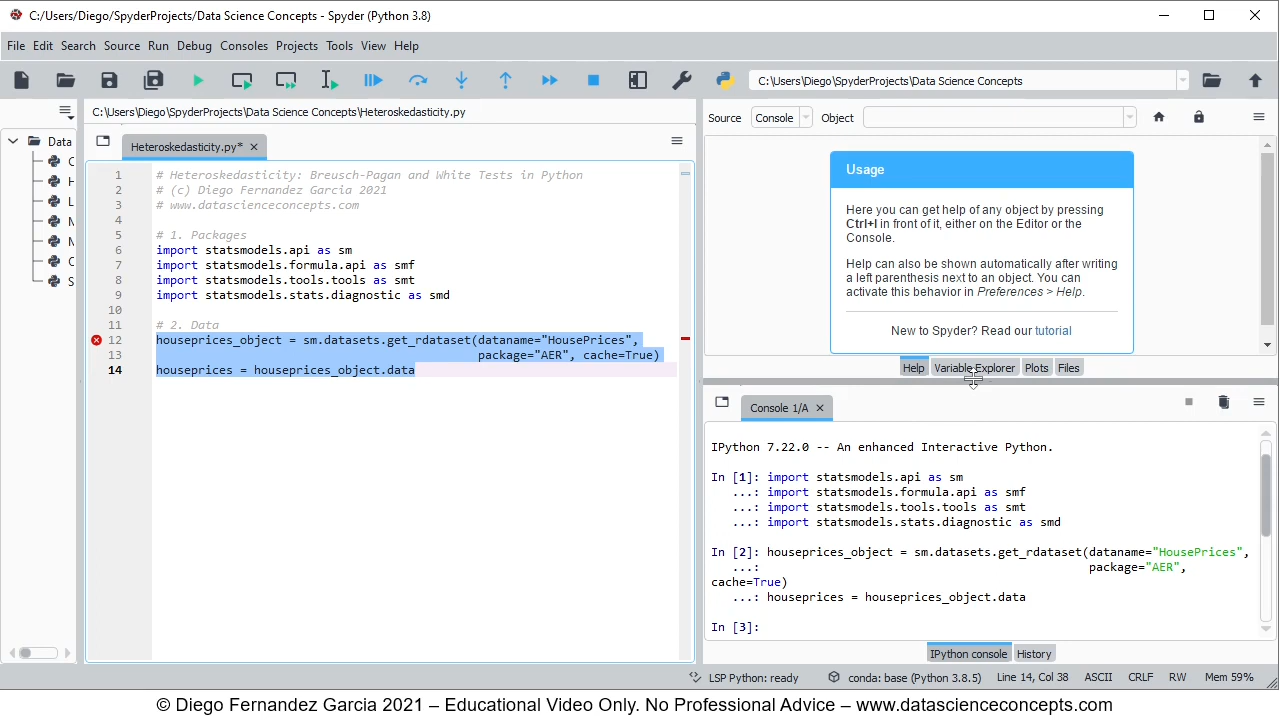 C:/Users/Diego/SpyderProjects/Data Science Concepts - Spyder (Python 3.8)
File Edit Search Source Run Debug Consoles Projects Tools View Help
C:\Users\Diego\SpyderProjects\Data Science Concepts
C:\Users\Diego\SpyderProjects\Data Science Concepts\Heteroskedasticity.py
Data
C
H
L
M
M
C
S
Heteroskedasticity.py*
1 # Heteroskedasticity: Breusch-Pagan and White Tests in Python
2 # (c) Diego Fernandez Garcia 2021
3 # www.datascienceconcepts.com
4
5 # 1. Packages
6 import statsmodels.api as sm
7 import statsmodels.formula.api as smf
8 import statsmodels.tools.tools as smt
9 import statsmodels.stats.diagnostic as smd
10
11 # 2. Data
12 houseprices_object = sm.datasets.get_rdataset(dataname="HousePrices",
13 package="AER", cache=True)
14 houseprices = houseprices_object.data
Source Console Object
Usage
Here you can get help of any object by pressing
Ctrl+I in front of it, either on the Editor or the
Console.
Help can also be shown automatically after writing
a left parenthesis next to an object. You can
activate this behavior in Preferences > Help.
New to Spyder? Read our tutorial
Help Variable Explorer Plots Files
Console 1/A
IPython 7.22.0 -- An enhanced Interactive Python.
In [1]: import statsmodels.api as sm
...: import statsmodels.formula.api as smf
...: import statsmodels.tools.tools as smt
...: import statsmodels.stats.diagnostic as smd
In [2]: houseprices_object = sm.datasets.get_rdataset(dataname="HousePrices",
...: package="AER",
cache=True)
...: houseprices = houseprices_object.data
In [3]:
IPython console History
LSP Python: ready conda: base (Python 3.8.5) Line 14, Col 38 ASCII CRLF RW Mem 59%
© Diego Fernandez Garcia 2021 – Educational Video Only. No Professional Advice – www.datascienceconcepts.com